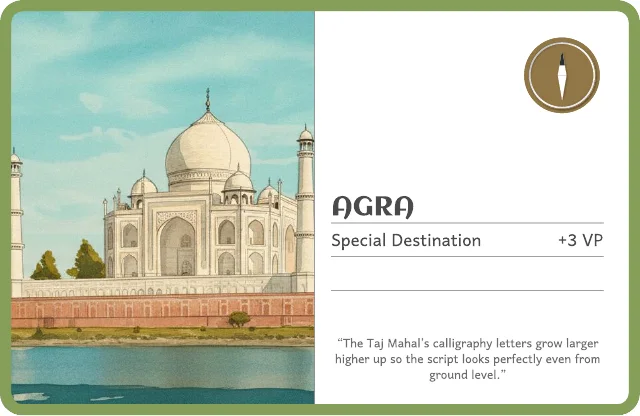 AGRA
Special Destination +3 VP
“The Taj Mahal’s calligraphy letters grow larger
higher up so the script looks perfectly even from
ground level.”